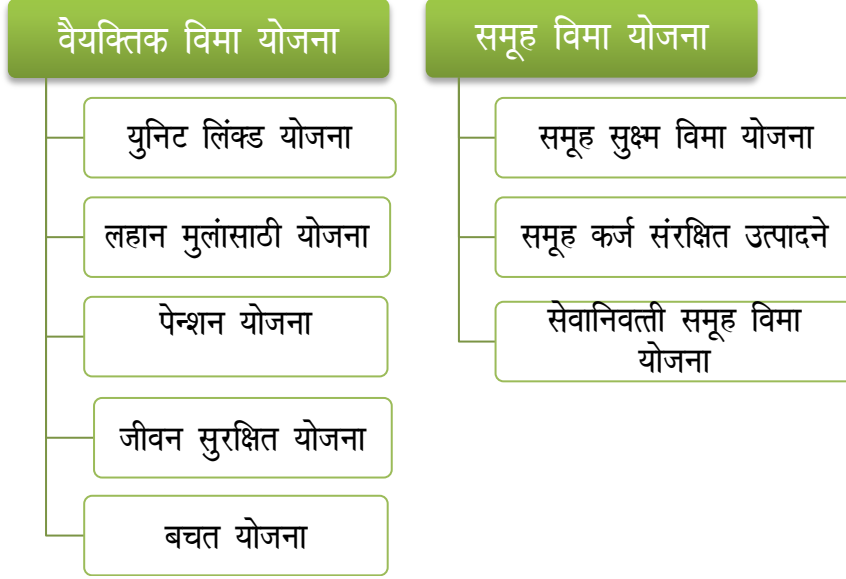 वैयक्तिक विमा योजना
युनिट लिंक्ड योजना
लहान मुलांसाठी योजना
पेन्शन योजना
जीवन सुरक्षित योजना
बचत योजना
समूह विमा योजना
समूह सुक्ष्म विमा योजना
समूह कर्ज संरक्षित उत्पादने
सेवानिवत्ती समूह विमा
योजना